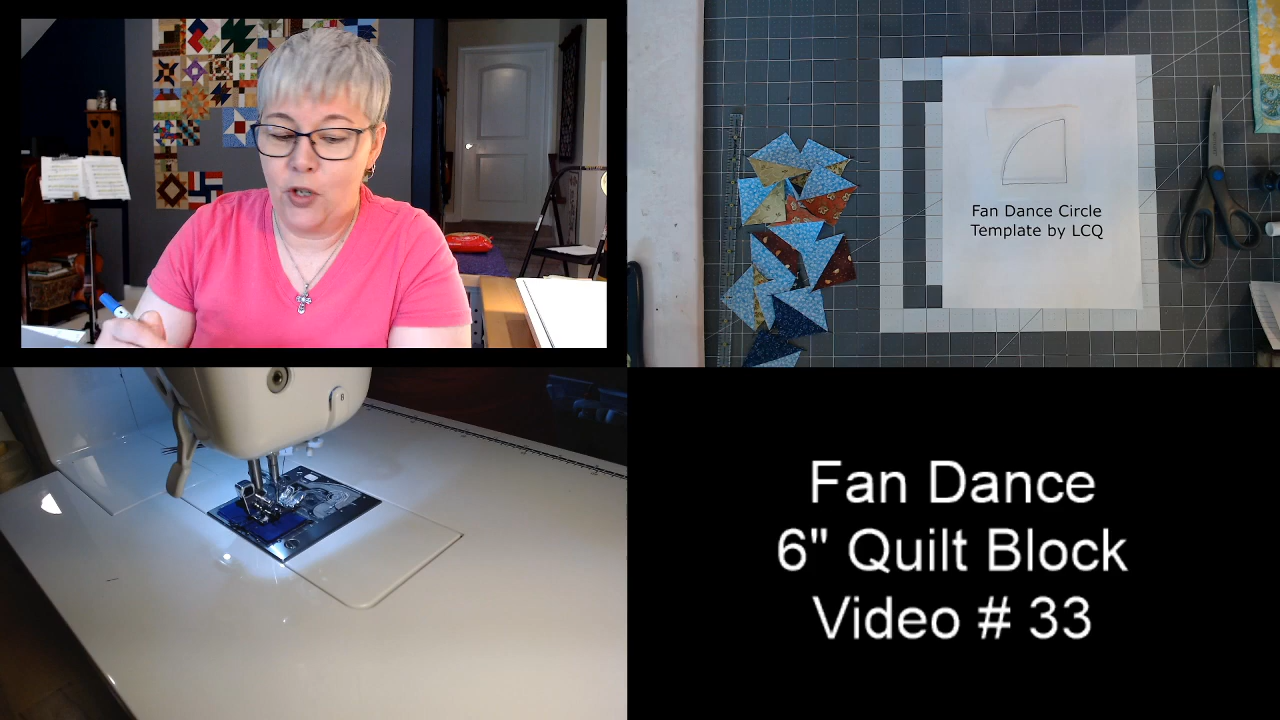 Fan Dance Circle
Template by LCQ
Fan Dance
6" Quilt Block
Video # 33